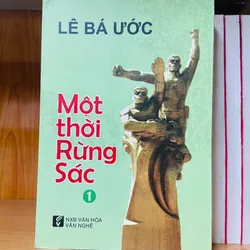 LÊ BÁ ƯỚC
Một
thời
Rừng
Sác
1
NXB VĂN HÓA
VĂN NGHỆ